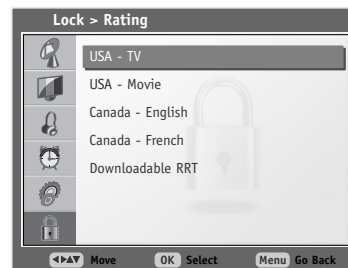 Lock > Rating
USA - TV
USA - Movie
Canada - English
Canada - French
Downloadable RRT
Move OK Select Menu Go Back